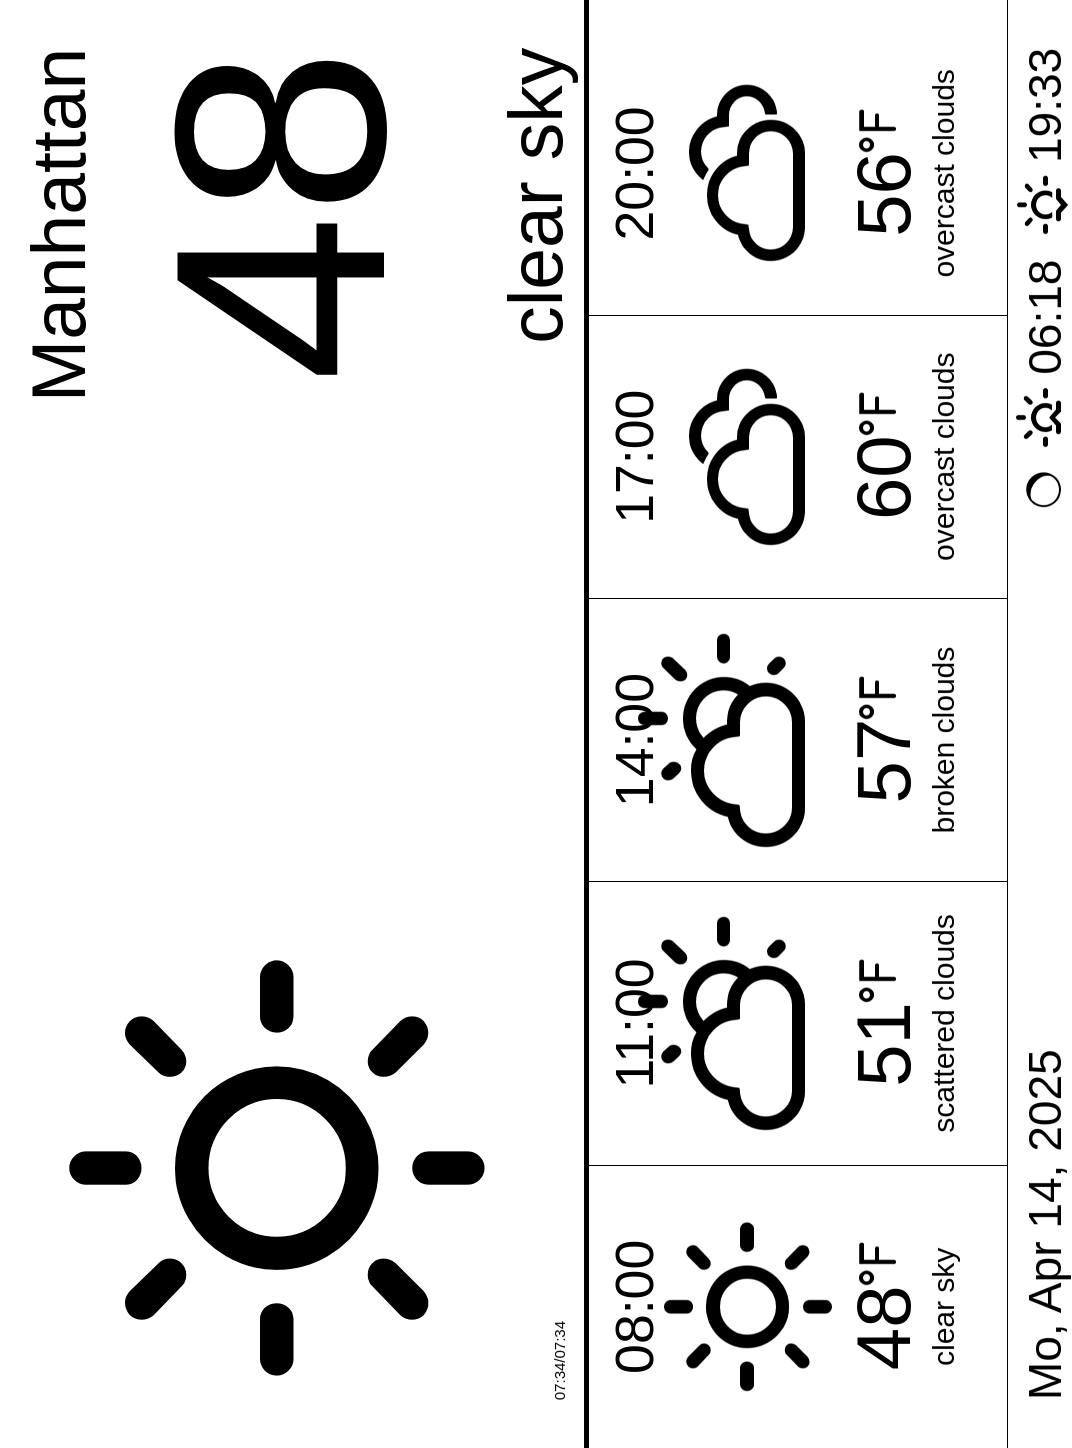 Manhattan
48
clear sky
07:34/07:34
08:00
48°F
clear sky
11:00
51°F
scattered clouds
14:00
57°F
broken clouds
17:00
60°F
overcast clouds
20:00
56°F
overcast clouds
Mo, Apr 14, 2025
06:18
19:33